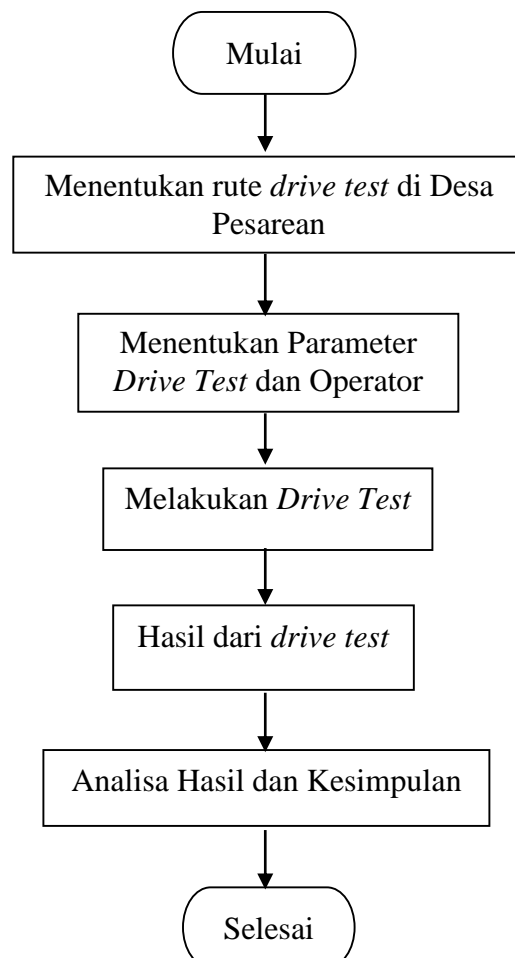 Mulai
Menentukan rute drive test di Desa
Pesarean
Menentukan Parameter
Drive Test dan Operator
Melakukan Drive Test
Hasil dari drive test
Analisa Hasil dan Kesimpulan
Selesai